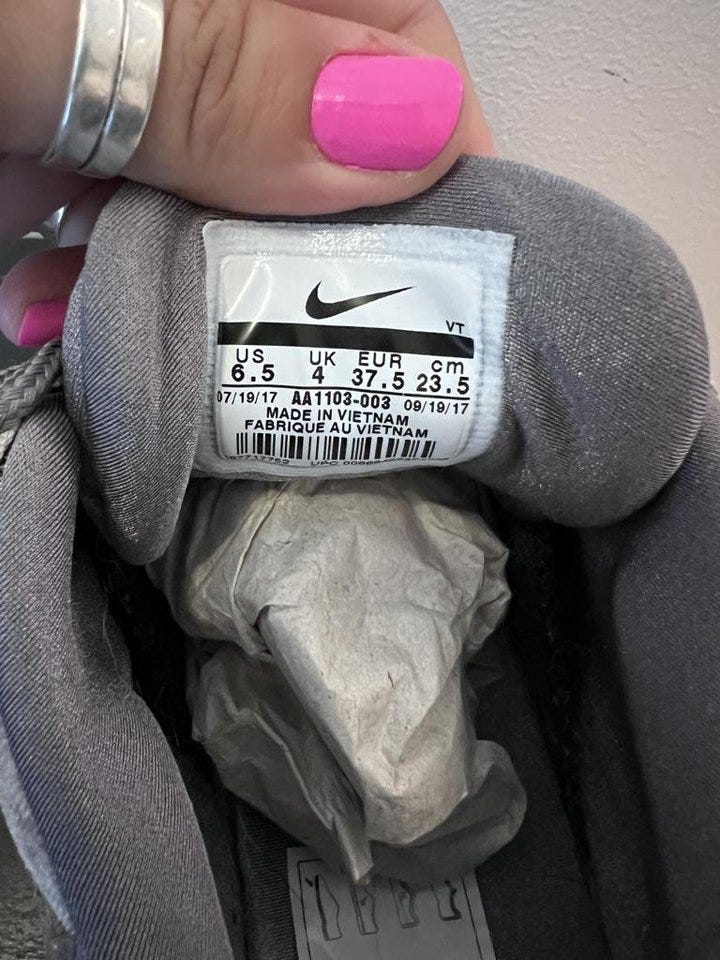 VT
US UK EUR cm
6.5 4 37.5 23.5
07/19/17 AA1103-003 09/19/17
MADE IN VIETNAM
FABRIQUE AU VIETNAM
UPC